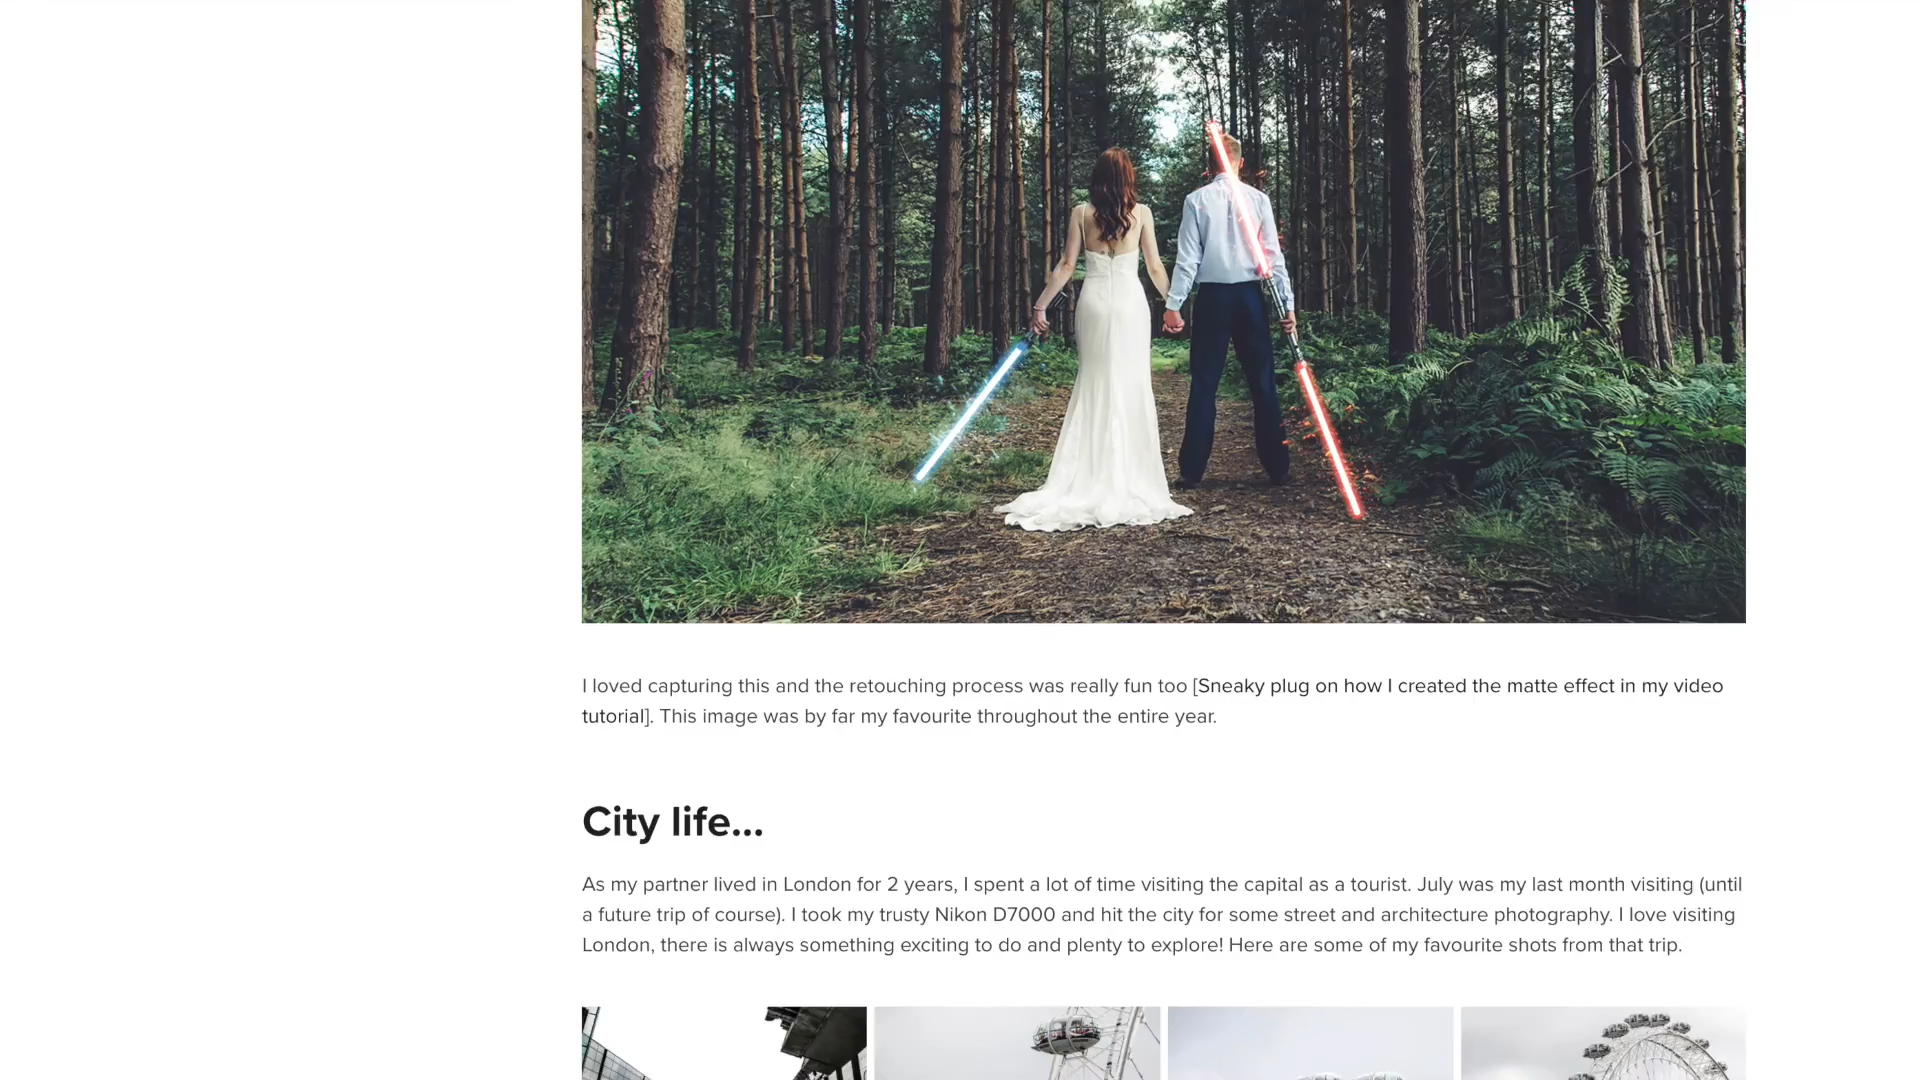 I loved capturing this and the retouching process was really fun too [Sneaky plug on how I created the matte effect in my video
tutorial]. This image was by far my favourite throughout the entire year.
City life...
As my partner lived in London for 2 years, I spent a lot of time visiting the capital as a tourist. July was my last month visiting (until
a future trip of course). I took my trusty Nikon D7000 and hit the city for some street and architecture photography. I love visiting
London, there is always something exciting to do and plenty to explore! Here are some of my favourite shots from that trip.